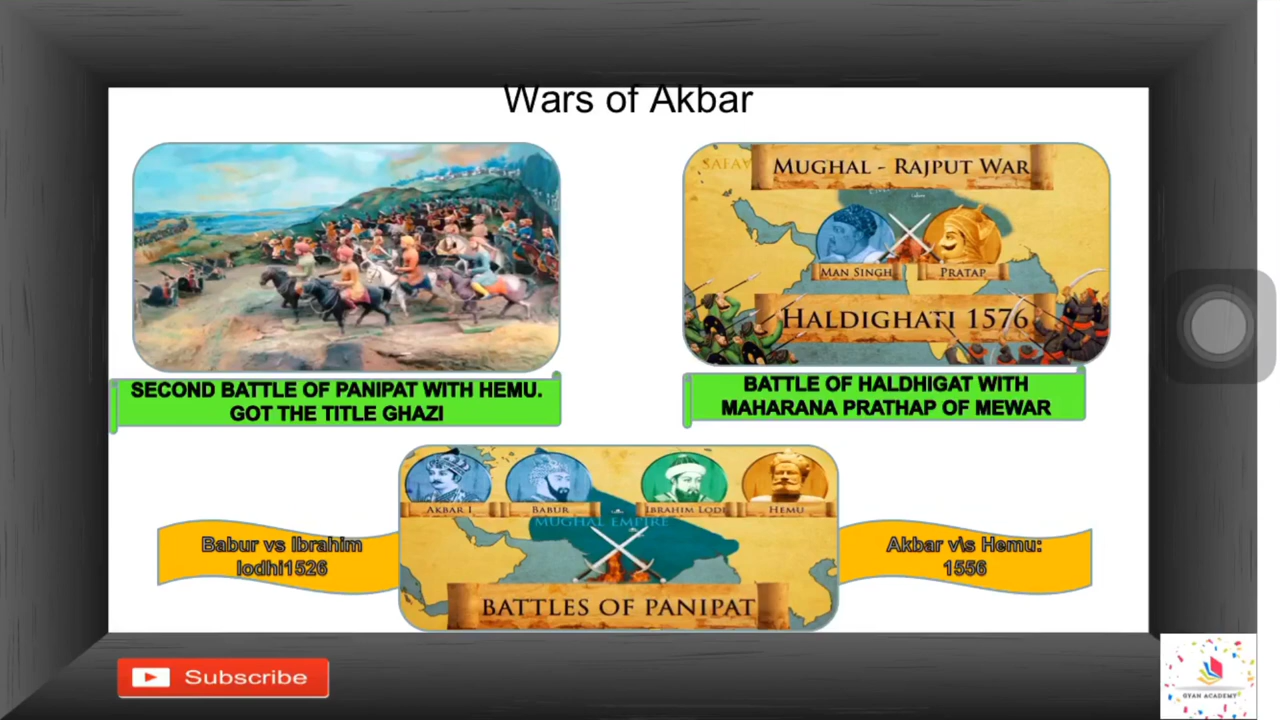 Wars of Akbar
SAFAV
MUGHAL - RAJPUT WAR
MAN SINGH
PRATAP
HALDIGHATI 1576
SECOND BATTLE OF PANIPAT WITH HEMU.
GOT THE TITLE GHAZI
BATTLE OF HALDHIGAT WITH
MAHARANA PRATHAP OF MEWAR
AKBAR I
BABUR
IBRAHIM LODI
HEMU
MUGHAL EMPIRE
Babur vs Ibrahim
lodhi1526
Akbar v\s Hemu:
1556
BATTLES OF PANIPAT
Subscribe
GYAN ACADEMY